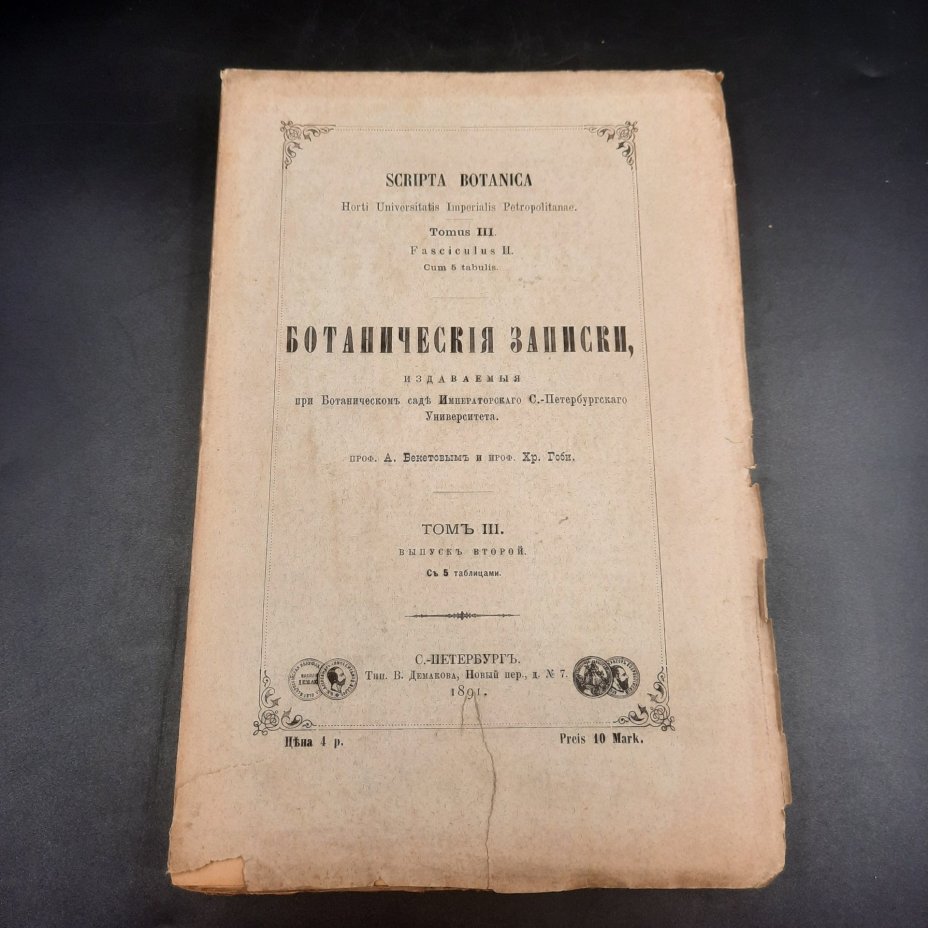 SCRIPTA BOTANICA
Horti Universitatis Imperialis Petropolitanae.
Tomus III.
Fasciculus II.
Cum 5 tabulis.
БОТАНИЧЕСКІЯ ЗАПИСКИ,
ИЗДАВАЕМЫЯ
при Ботаническомъ садѣ Императорскаго С.-Петербургскаго
Университета.
ПРОФ. А. Бекетовымъ и ПРОФ. Хр. Гоби.
ТОМЪ III.
ВЫПУСКЪ ВТОРОЙ.
Съ 5 таблицами.
С.-ПЕТЕРБУРГЪ.
Тип. В. Демакова, Новый пер., д. № 7.
1891.
Цѣна 4 р.
Preis 10 Mark.